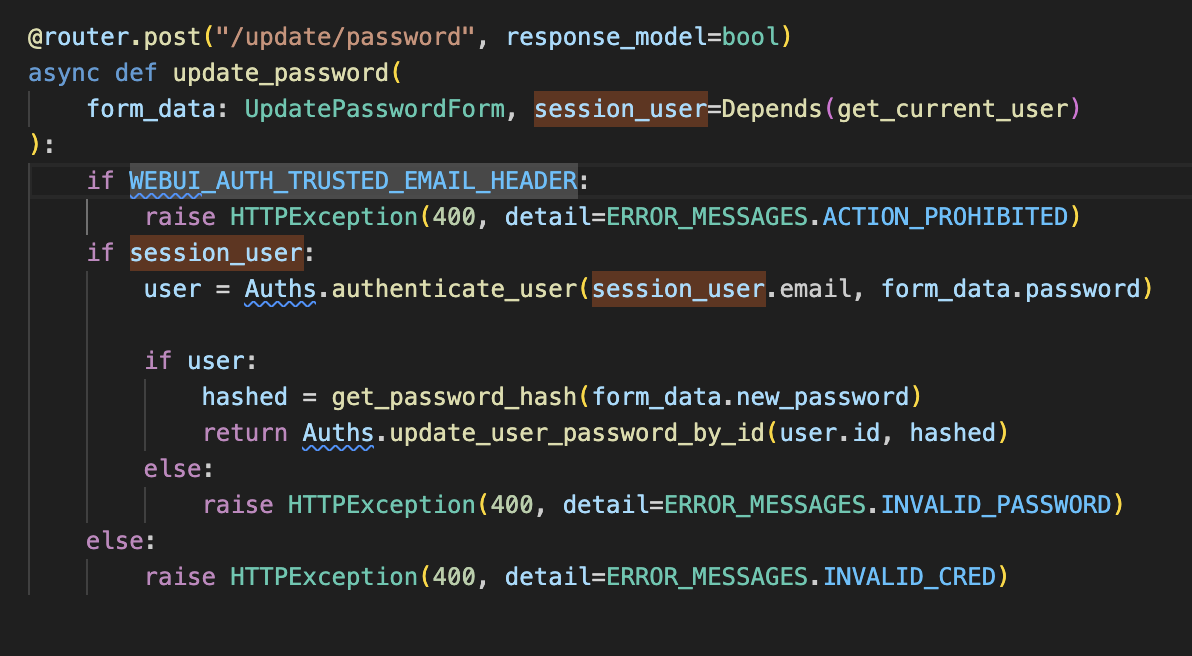 @router.post("/update/password", response_model=bool)
async def update_password(
    form_data: UpdatePasswordForm, session_user=Depends(get_current_user)
):
    if WEBUI_AUTH_TRUSTED_EMAIL_HEADER:
        raise HTTPException(400, detail=ERROR_MESSAGES.ACTION_PROHIBITED)
    if session_user:
        user = Auths.authenticate_user(session_user.email, form_data.password)

        if user:
            hashed = get_password_hash(form_data.new_password)
            return Auths.update_user_password_by_id(user.id, hashed)
        else:
            raise HTTPException(400, detail=ERROR_MESSAGES.INVALID_PASSWORD)
    else:
        raise HTTPException(400, detail=ERROR_MESSAGES.INVALID_CRED)